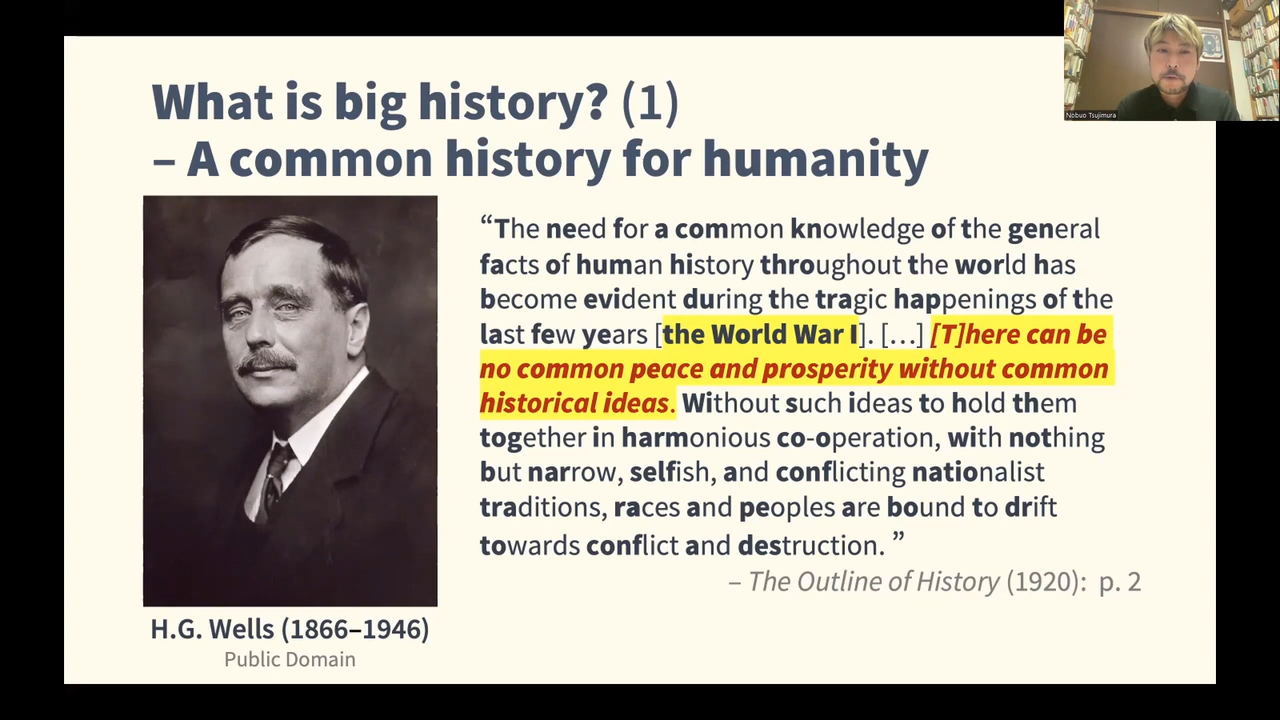 What is big history? (1)
– A common history for humanity
Nobuo Tsujimura
“The need for a common knowledge of the general
facts of human history throughout the world has
become evident during the tragic happenings of the
last few years [the World War I]. […] [T]here can be
no common peace and prosperity without common
historical ideas. Without such ideas to hold them
together in harmonious co-operation, with nothing
but narrow, selfish, and conflicting nationalist
traditions, races and peoples are bound to drift
towards conflict and destruction. ”
– The Outline of History (1920): p. 2
H.G. Wells (1866–1946)
Public Domain